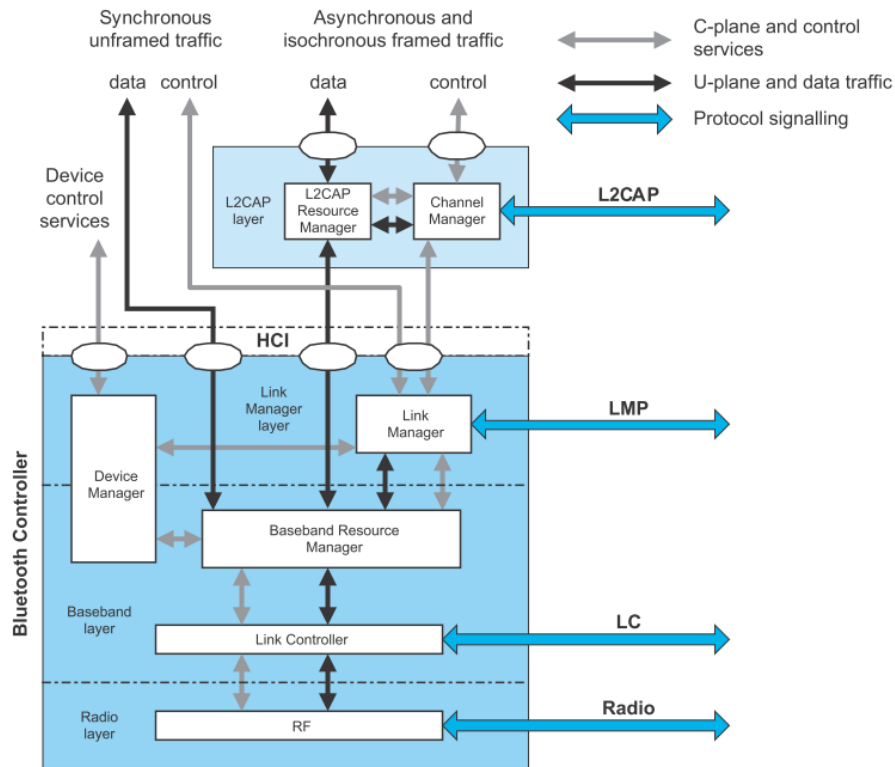 Synchronous
unframed traffic
Asynchronous and
isochronous framed traffic
C-plane and control
services
data
control
data
control
U-plane and data traffic
Protocol signalling
Device
control
services
L2CAP
layer
L2CAP
Resource
Manager
Channel
Manager
L2CAP
HCI
Link
Manager
layer
Link
Manager
LMP
Device
Manager
Baseband Resource
Manager
Bluetooth Controller
Baseband
layer
Link Controller
LC
Radio
layer
RF
Radio